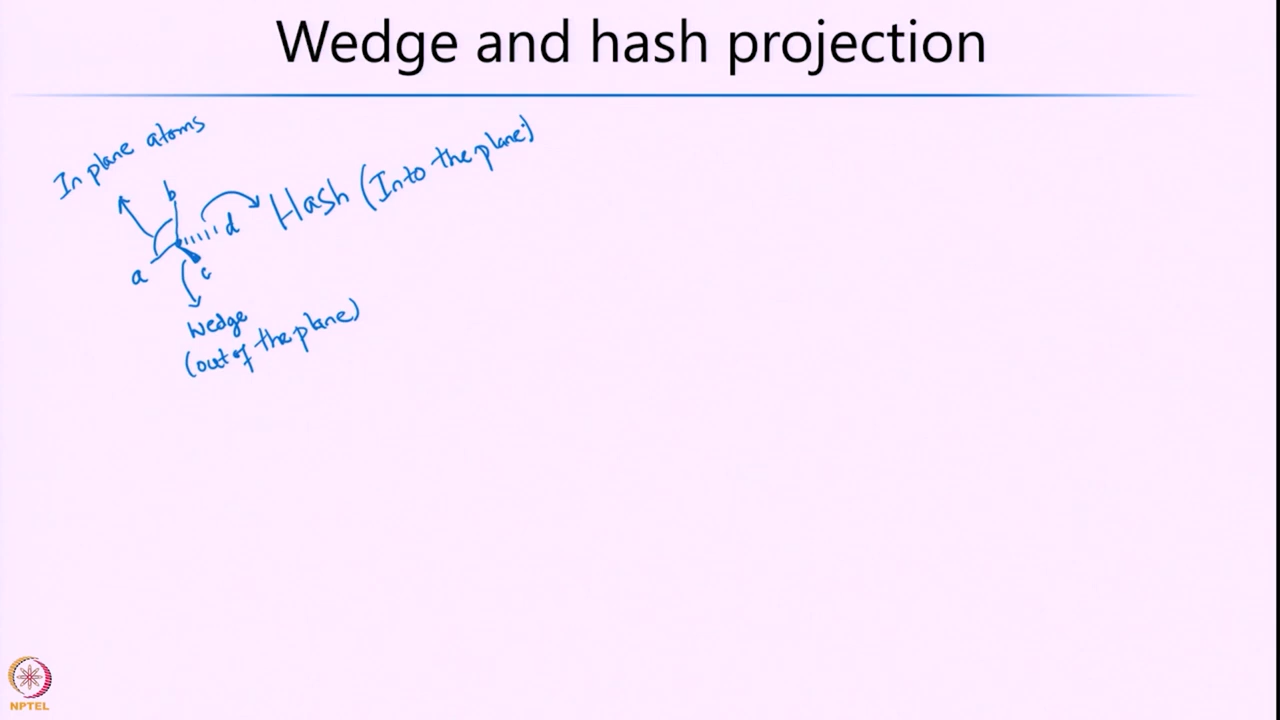 Wedge and hash projection
In plane atoms
b
Hash (Into the plane)
d
a
c
Wedge
(out of the plane)
NPTEL